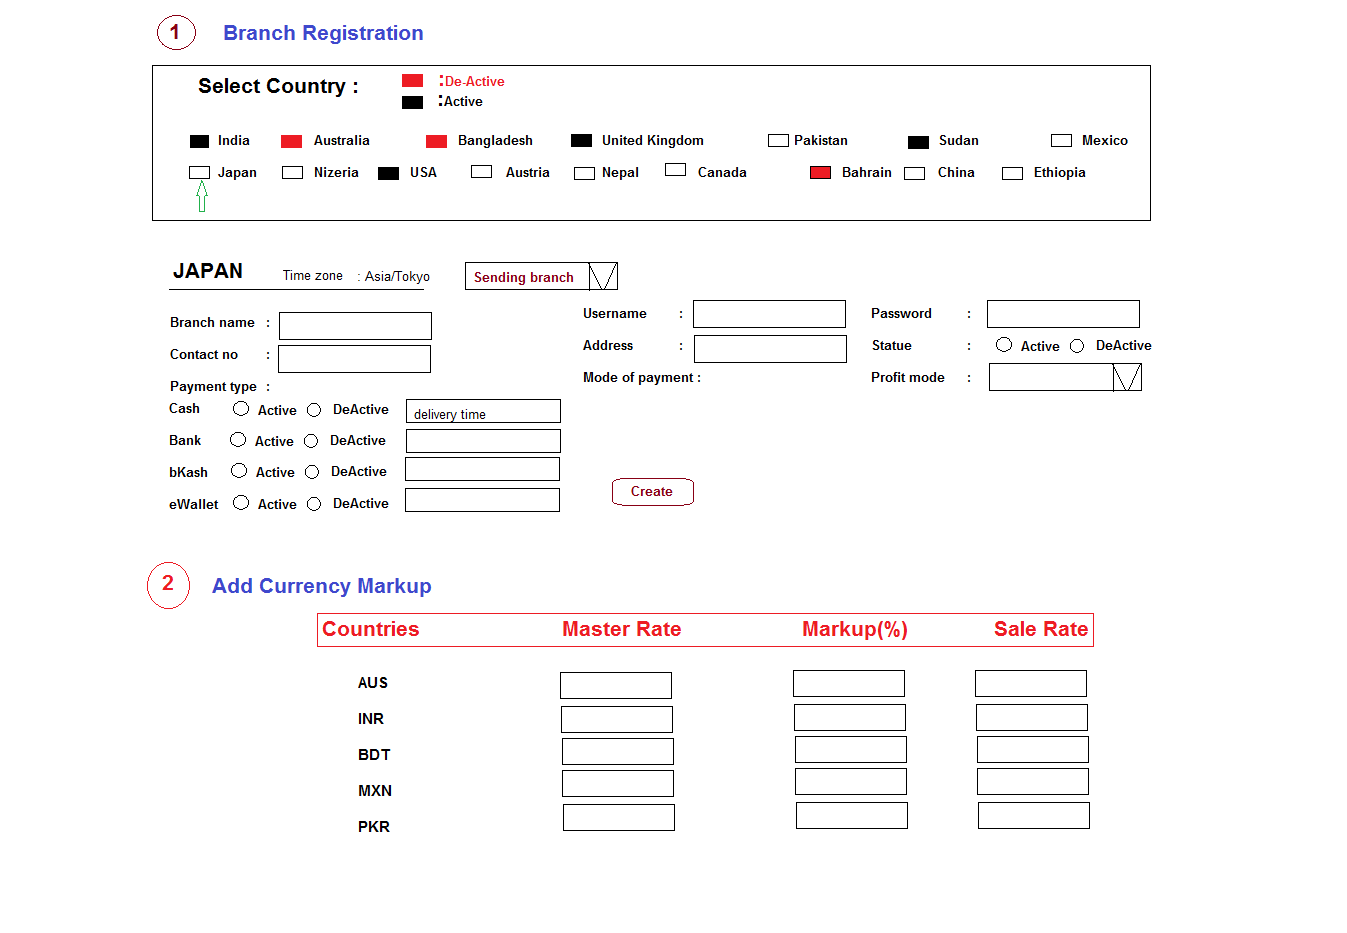 1 Branch Registration
Select Country : :De-Active
:Active
India Australia Bangladesh United Kingdom Pakistan Sudan Mexico
Japan Nizeria USA Austria Nepal Canada Bahrain China Ethiopia
JAPAN Time zone : Asia/Tokyo Sending branch
Branch name : Username : Password :
Contact no : Address : Statue : Active DeActive
Payment type : Mode of payment : Profit mode :
Cash Active DeActive delivery time
Bank Active DeActive
bKash Active DeActive
eWallet Active DeActive
Create
2 Add Currency Markup
Countries Master Rate Markup(%) Sale Rate
AUS
INR
BDT
MXN
PKR